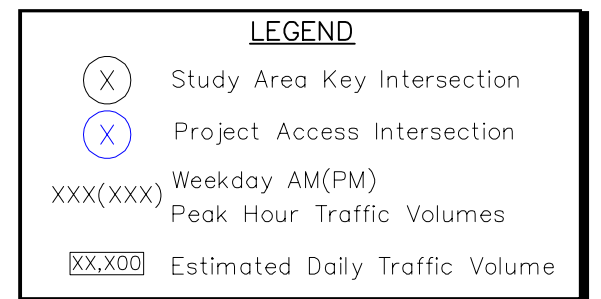 LEGEND
X Study Area Key Intersection
X Project Access Intersection
XXX(XXX) Weekday AM(PM)
Peak Hour Traffic Volumes
XX,X00 Estimated Daily Traffic Volume